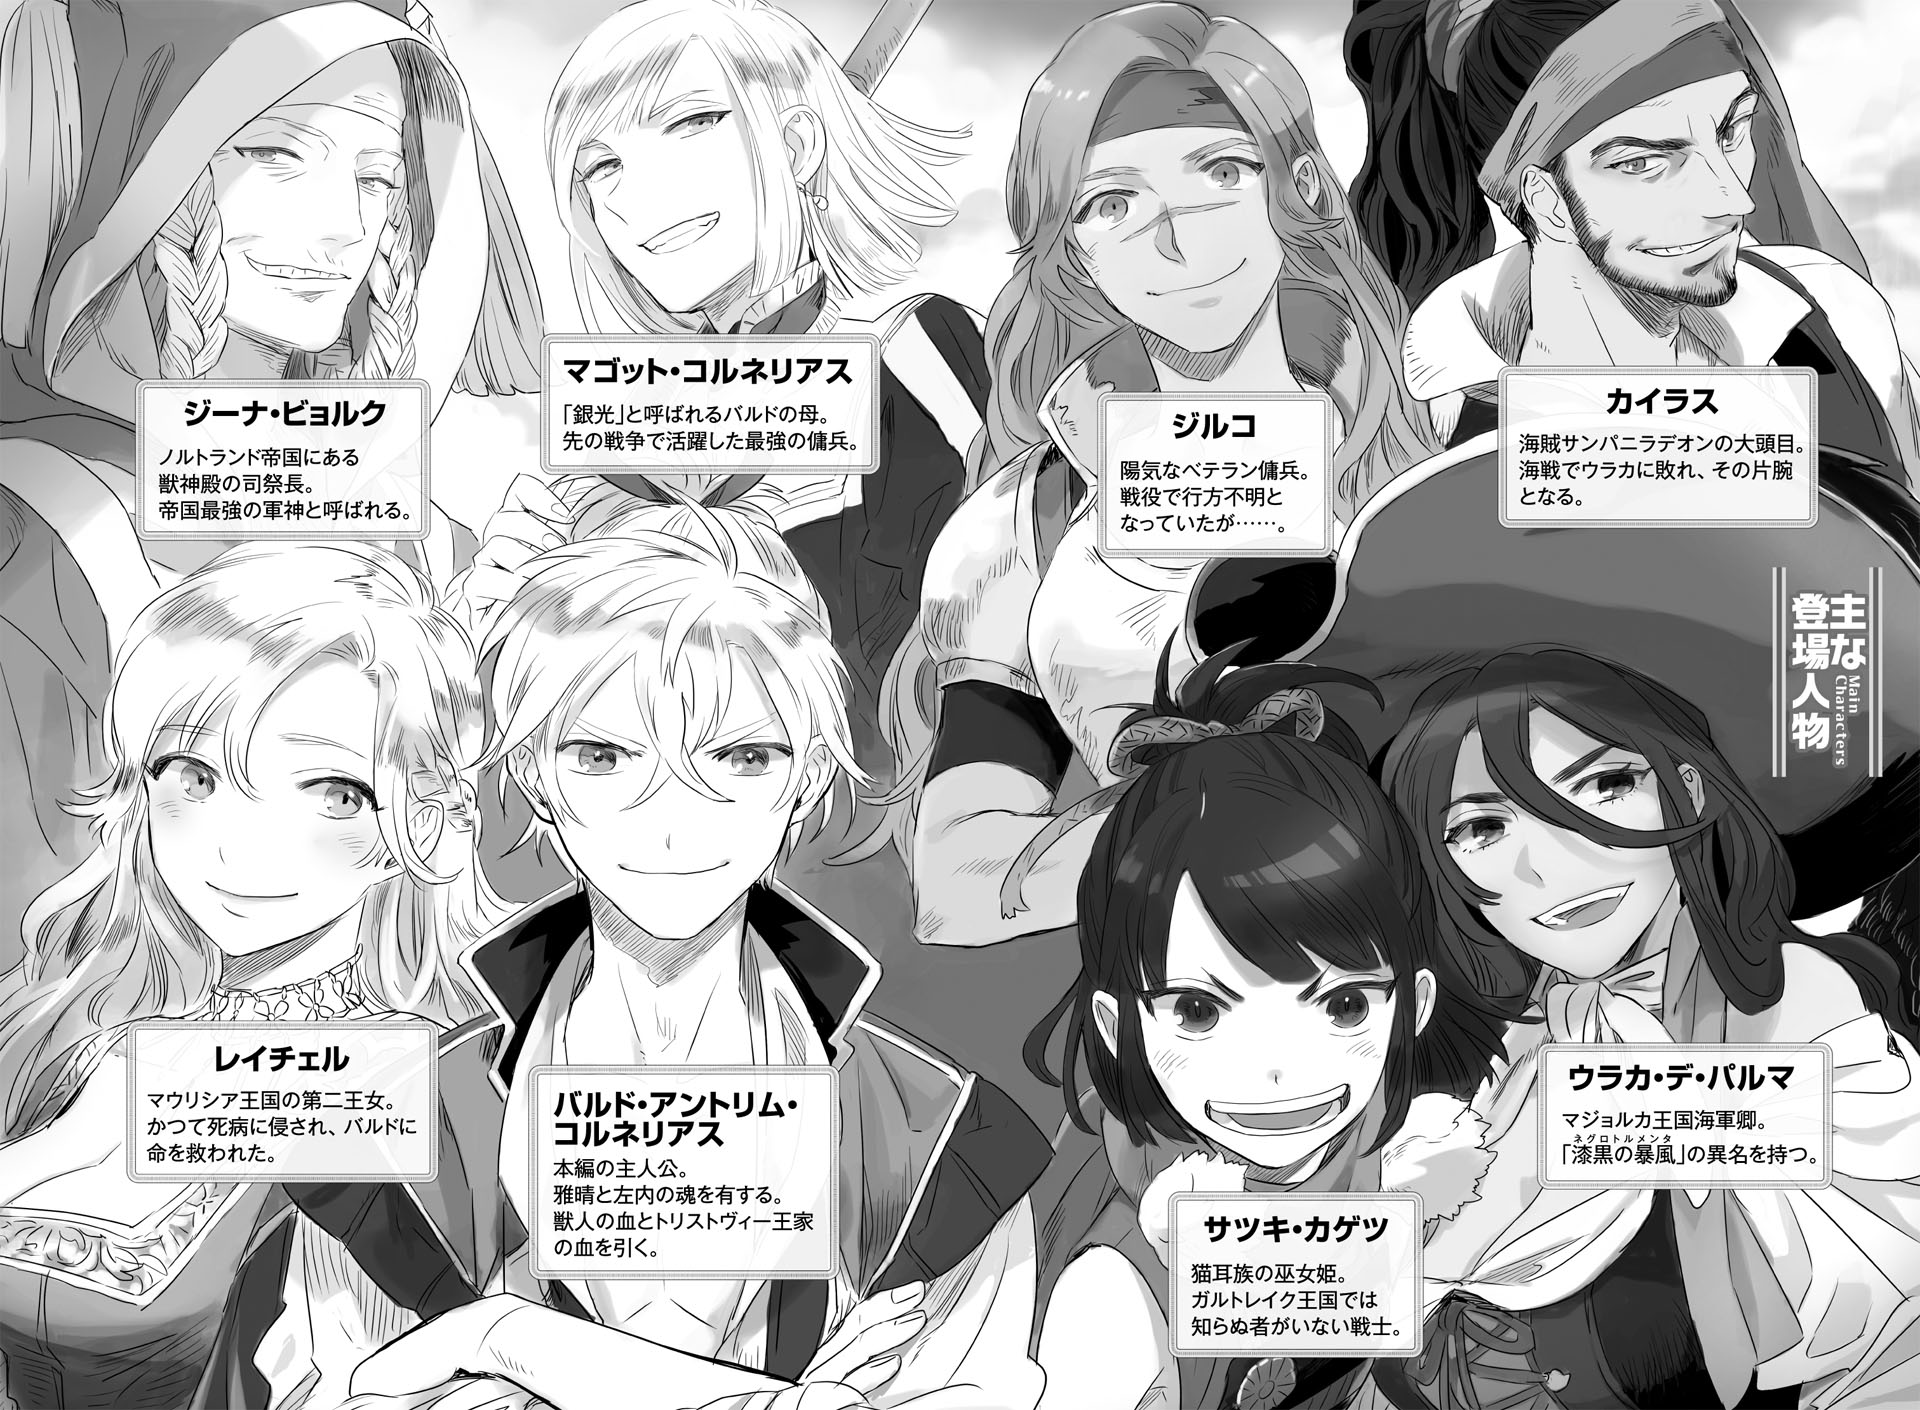 主な
登場人物
Main
Characters
カイラス
海賊サンパニラデオンの大頭目。
海戦でウラカに敗れ、その片腕
となる。
ジルコ
陽気なベテラン傭兵。
戦役で行方不明と
なっていたが……。
マゴット・コルネリアス
「銀光」と呼ばれるバルドの母。
先の戦争で活躍した最強の傭兵。
ジーナ・ビョルク
ノルトランド帝国にある
獣神殿の司祭長。
帝国最強の軍神と呼ばれる。
ウラカ・デ・パルマ
マジョルカ王国海軍卿。
ネグロトルメンタ
「漆黒の暴風」の異名を持つ。
サツキ・カゲツ
猫耳族の巫女姫。
ガルトレイク王国では
知らぬ者がいない戦士。
バルド・アントリム・
コルネリアス
本編の主人公。
雅晴と左内の魂を有する。
獣人の血とトリストヴィー王家
の血を引く。
レイチェル
マウリシア王国の第二王女。
かつて死病に侵され、バルドに
命を救われた。